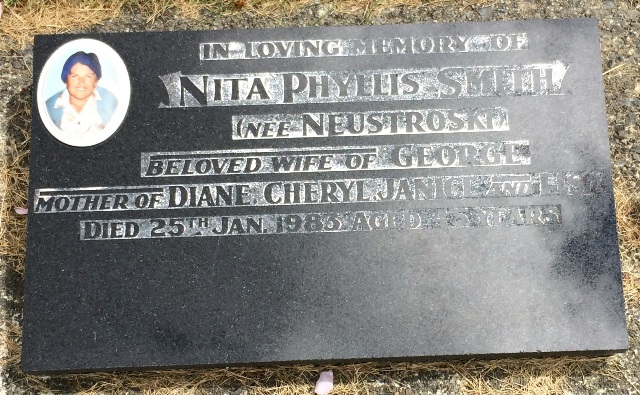 IN LOVING MEMORY OF
NITA PHYLLIS SMITH
(NEE NEUSTROSKI)
BELOVED WIFE OF GEORGE
MOTHER OF DIANE, CHERYL, JANICE AND
DIED 25TH JAN. 1983 AGED YEARS